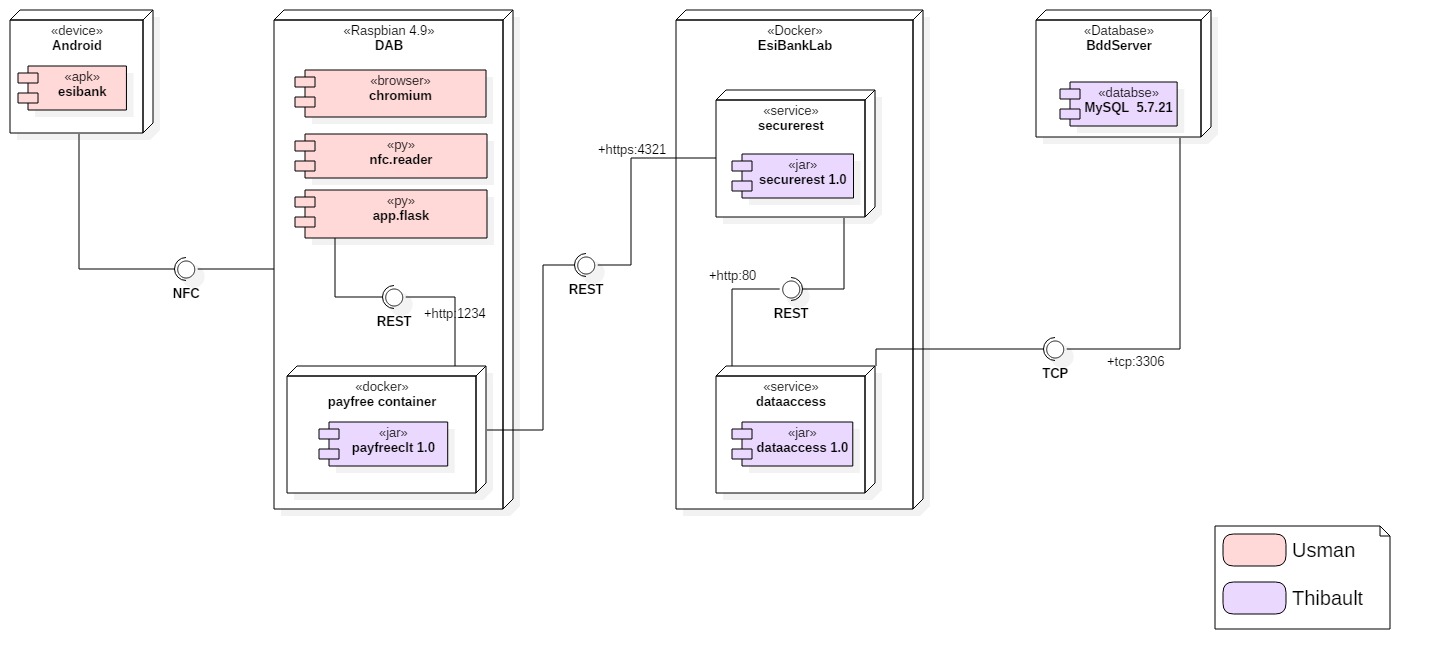 «device»
Android
«apk»
esibank
NFC
«Raspbian 4.9»
DAB
«browser»
chromium
«py»
nfc.reader
«py»
app.flask
REST
+http:1234
«docker»
payfree container
«jar»
payfreeclt 1.0
+https:4321
REST
«Docker»
EsiBankLab
«service»
securerest
«jar»
securerest 1.0
+http:80
REST
«service»
dataaccess
«jar»
dataaccess 1.0
«Database»
BddServer
«databse»
MySQL  5.7.21
TCP
+tcp:3306
Usman
Thibault